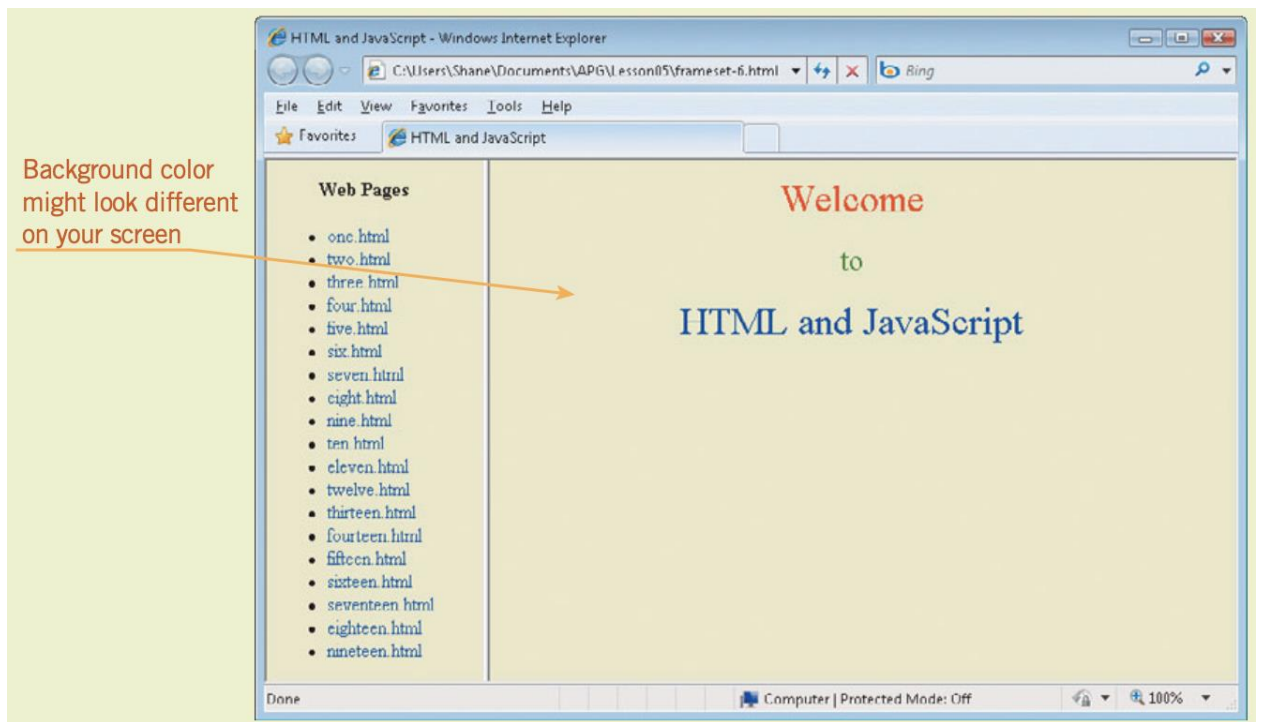 HTML and JavaScript - Windows Internet Explorer
C:\Users\Shane\Documents\APG\Lesson05\frameset-6.html
Bing
File Edit View Favorites Tools Help
Favorites
HTML and JavaScript
Background color
might look different
on your screen
Web Pages
one.html
two.html
three.html
four.html
five.html
six.html
seven.html
eight.html
nine.html
ten.html
eleven.html
twelve.html
thirteen.html
fourteen.html
fifteen.html
sixteen.html
seventeen.html
eighteen.html
nineteen.html
Welcome
to
HTML and JavaScript
Done
Computer | Protected Mode: Off
100%